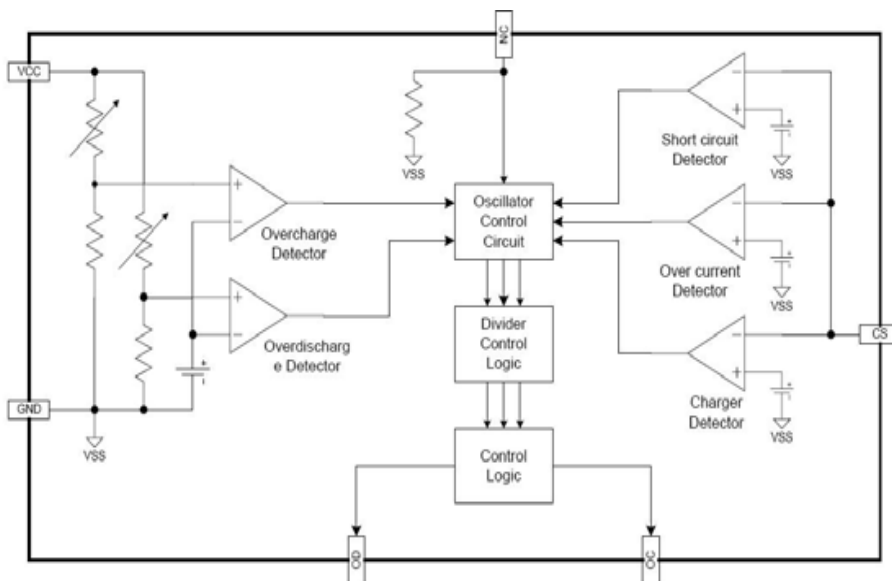 NC
VCC
VSS
Short circuit
Detector
VSS
Oscillator
Control
Circuit
Overcharge
Detector
Over current
Detector
VSS
Divider
Control
Logic
Overdischarg
e Detector
CS
GND
VSS
Charger
Detector
VSS
Control
Logic
OD
OC